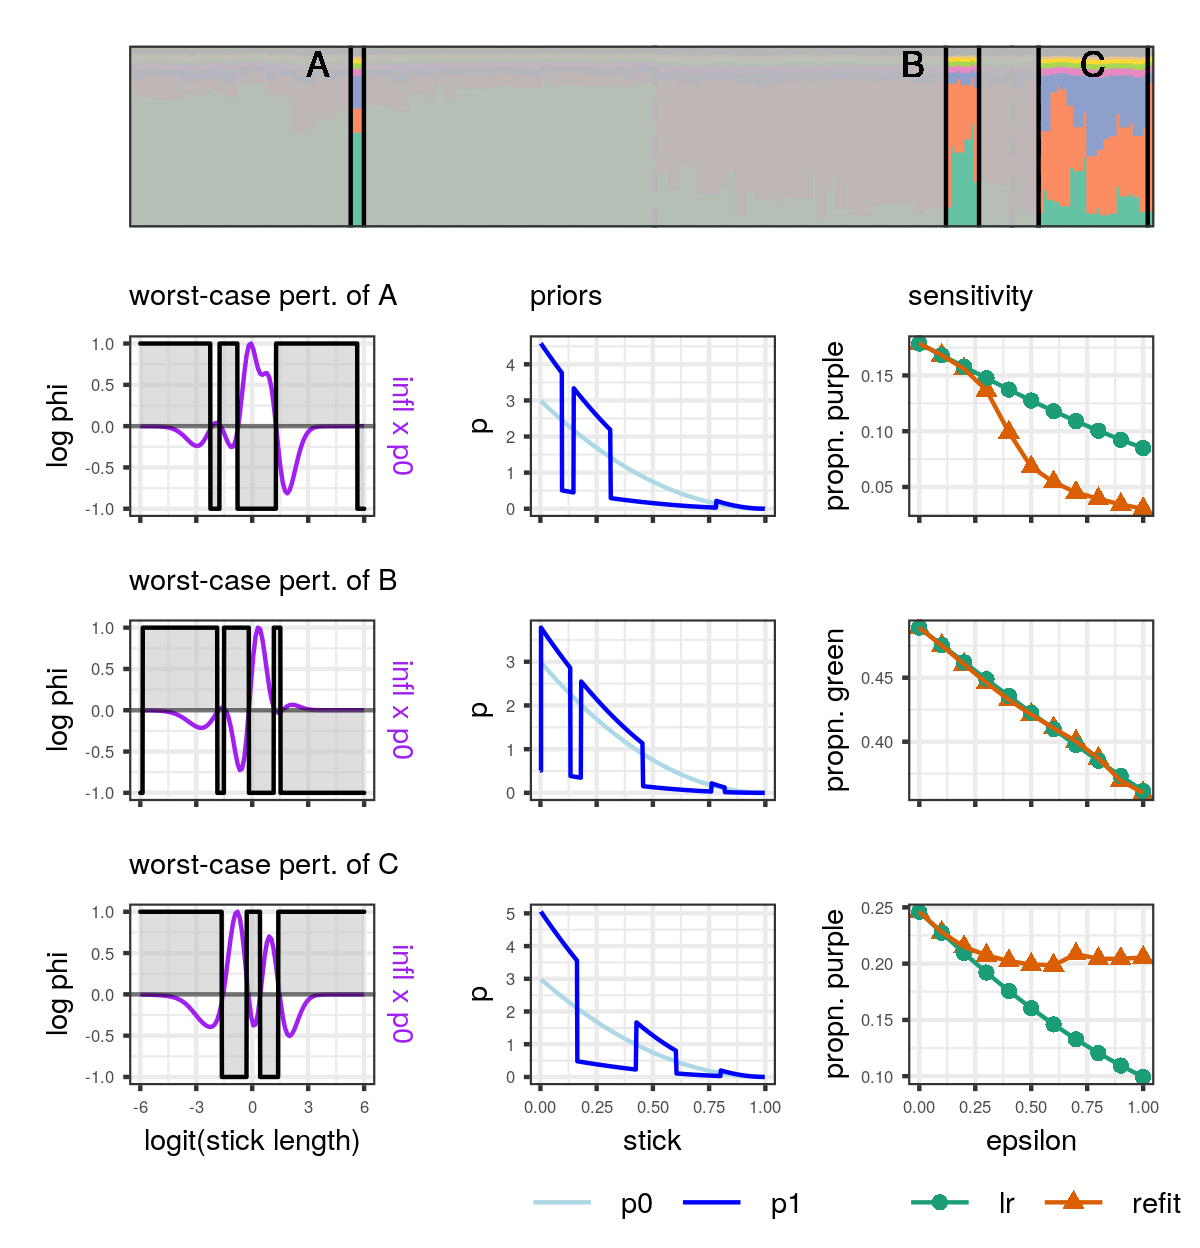 A B C
worst-case pert. of A priors sensitivity
log phi
1.0
0.5
0.0
-0.5
-1.0
infl x p0
p
4
3
2
1
0
propn. purple
0.15
0.10
0.05
worst-case pert. of B
log phi
1.0
0.5
0.0
-0.5
-1.0
infl x p0
p
3
2
1
0
propn. green
0.45
0.40
worst-case pert. of C
log phi
1.0
0.5
0.0
-0.5
-1.0
infl x p0
p
5
4
3
2
1
0
propn. purple
0.25
0.20
0.15
0.10
-6 -3 0 3 6 0.00 0.25 0.50 0.75 1.00 0.00 0.25 0.50 0.75 1.00
logit(stick length) stick epsilon
p0 p1 lr refit